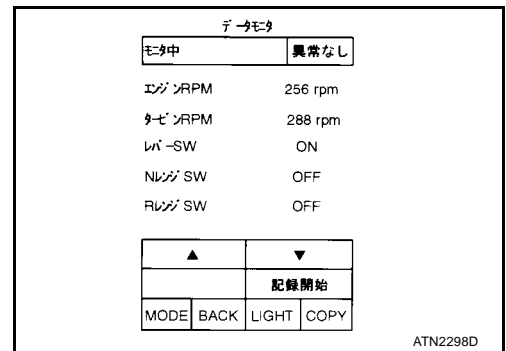 データモニタ
モニタ中 異常なし
エンジンRPM 256 rpm
タービンRPM 288 rpm
レバーSW ON
NレンジSW OFF
RレンジSW OFF
▲ ▼
記録開始
MODE BACK LIGHT COPY
ATN2298D